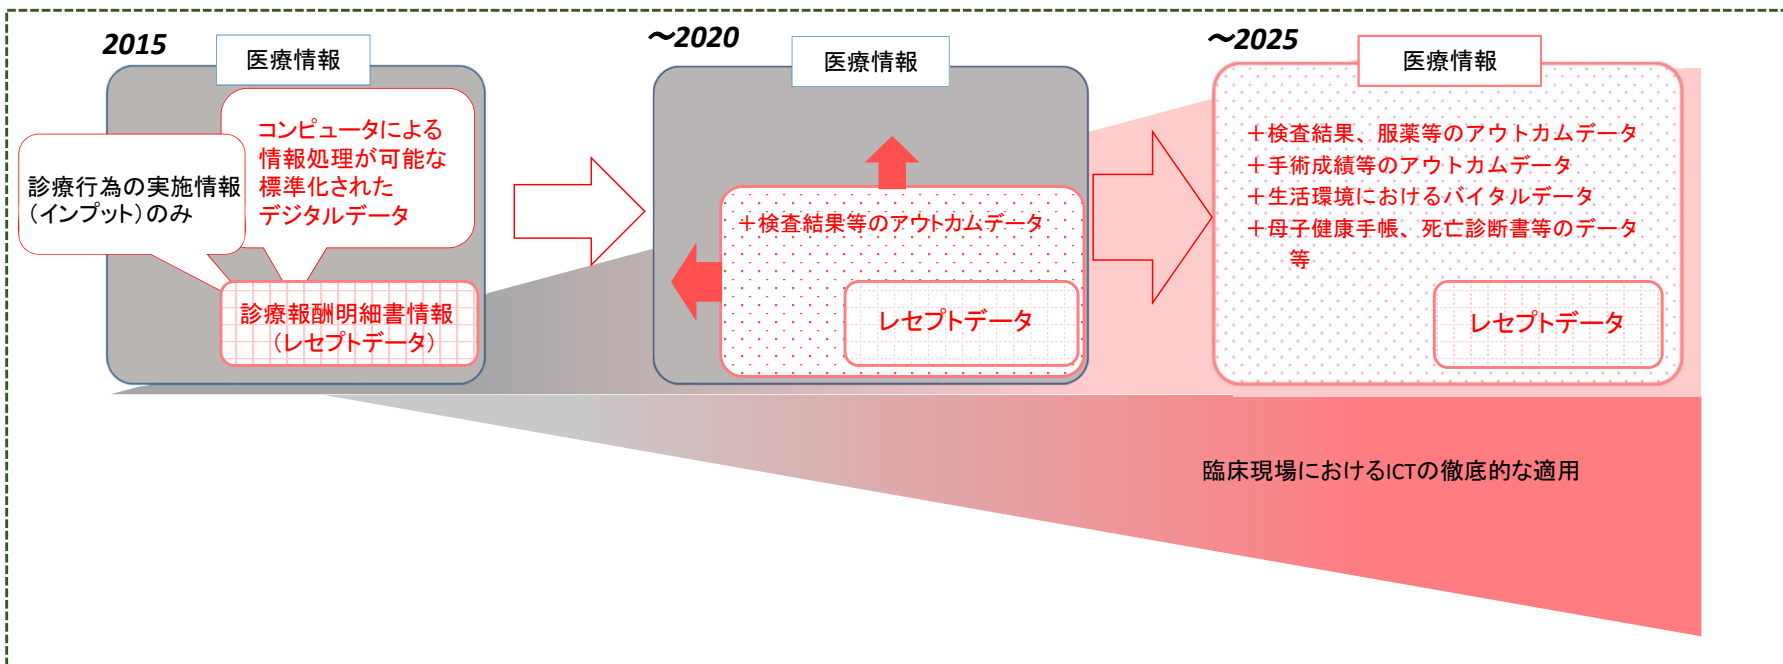 2015
医療情報
コンピュータによる
情報処理が可能な
標準化された
デジタルデータ
診療行為の実施情報
（インプット）のみ
診療報酬明細書情報
（レセプトデータ）
～2020
医療情報
＋検査結果等のアウトカムデータ
レセプトデータ
～2025
医療情報
＋検査結果、服薬等のアウトカムデータ
＋手術成績等のアウトカムデータ
＋生活環境におけるバイタルデータ
＋母子健康手帳、死亡診断書等のデータ
等
レセプトデータ
臨床現場におけるICTの徹底的な適用